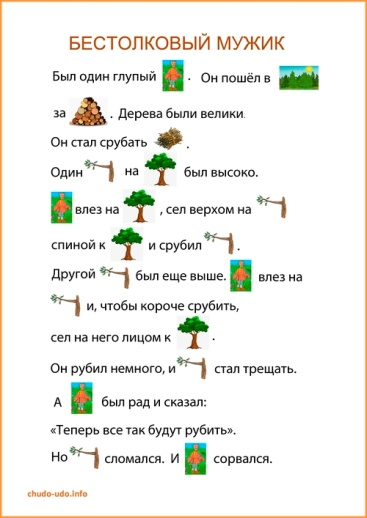 БЕСТОЛКОВЫЙ МУЖИК
Был один глупый . Он пошёл в
за . Дерева были велики.
Он стал срубать .
Один на был высоко.
влез на , сел верхом на
спиной к и срубил .
Другой был еще выше. влез на
и, чтобы короче срубить,
сел на него лицом к .
Он рубил немного, и стал трещать.
А был рад и сказал:
«Теперь все так будут рубить».
Но сломался. И сорвался.
chudo-udo.info